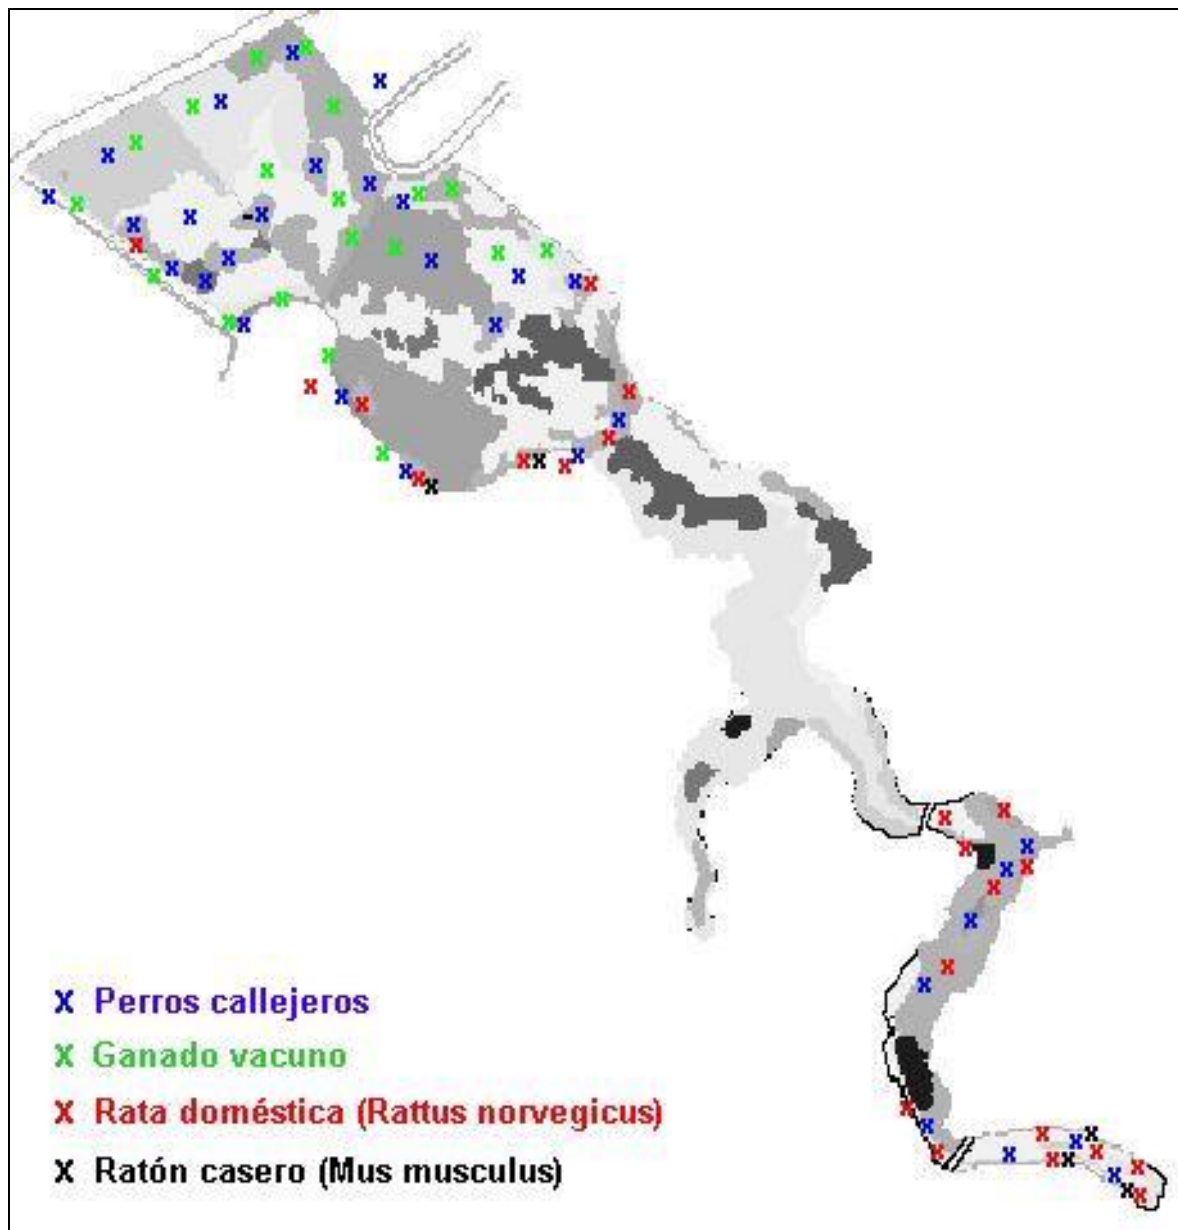 X Perros callejeros
X Ganado vacuno
X Rata doméstica (Rattus norvegicus)
X Ratón casero (Mus musculus)